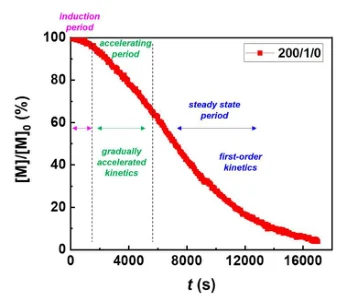 induction
period
100
accelerating
period
200/1/0
80
steady state
period
60
gradually
accelerated
kinetics
first-order
kinetics
40
20
0
[M]/[M]0 (%)
0 4000 8000 12000 16000
t (s)